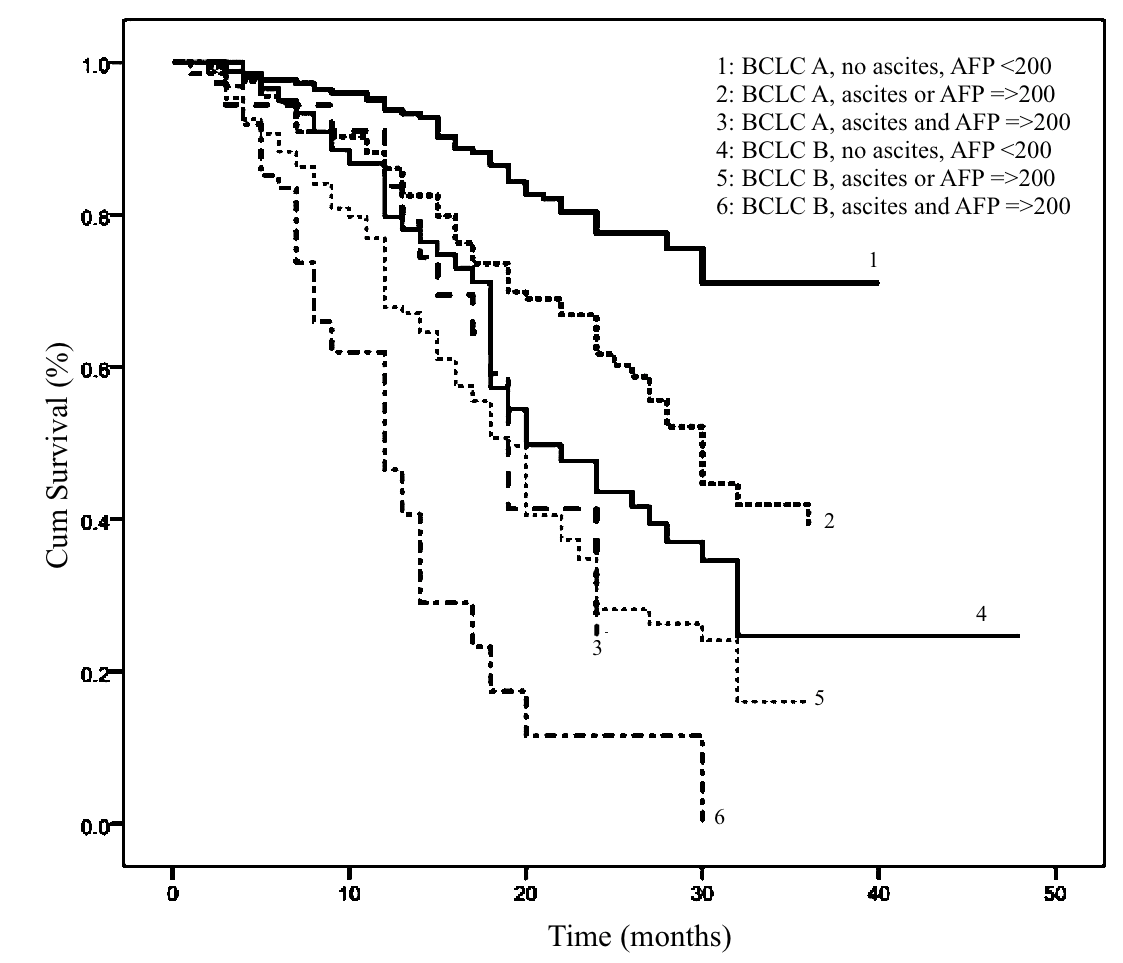 1: BCLC A, no ascites, AFP <200
2: BCLC A, ascites or AFP =>200
3: BCLC A, ascites and AFP =>200
4: BCLC B, no ascites, AFP <200
5: BCLC B, ascites or AFP =>200
6: BCLC B, ascites and AFP =>200
1.0
0.8
0.6
0.4
0.2
0.0
Cum Survival (%)
1
2
4
3
5
6
0 10 20 30 40 50
Time (months)